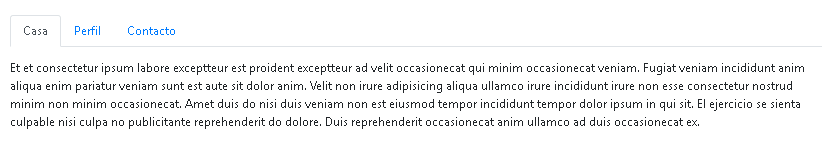 Casa Perfil Contacto
Et et consectetur ipsum labore excepteur est proident excepteur ad velit occasionecat qui minim occasionecat veniam. Fugiat veniam incididunt anim
aliqua enim pariatur veniam sunt est aute sit dolor anim. Velit non irure adipisicing aliqua ullamco irure incididunt irure non esse consectetur nostrud
minim non minim occasionecat. Amet duis do nisi duis veniam non est eiusmod tempor incididunt tempor dolor ipsum in qui sit. El ejercicio se sienta
culpable nisi culpa no publicitante reprehenderit do dolore. Duis reprehenderit occasionecat anim ullamco ad duis occasionecat ex.